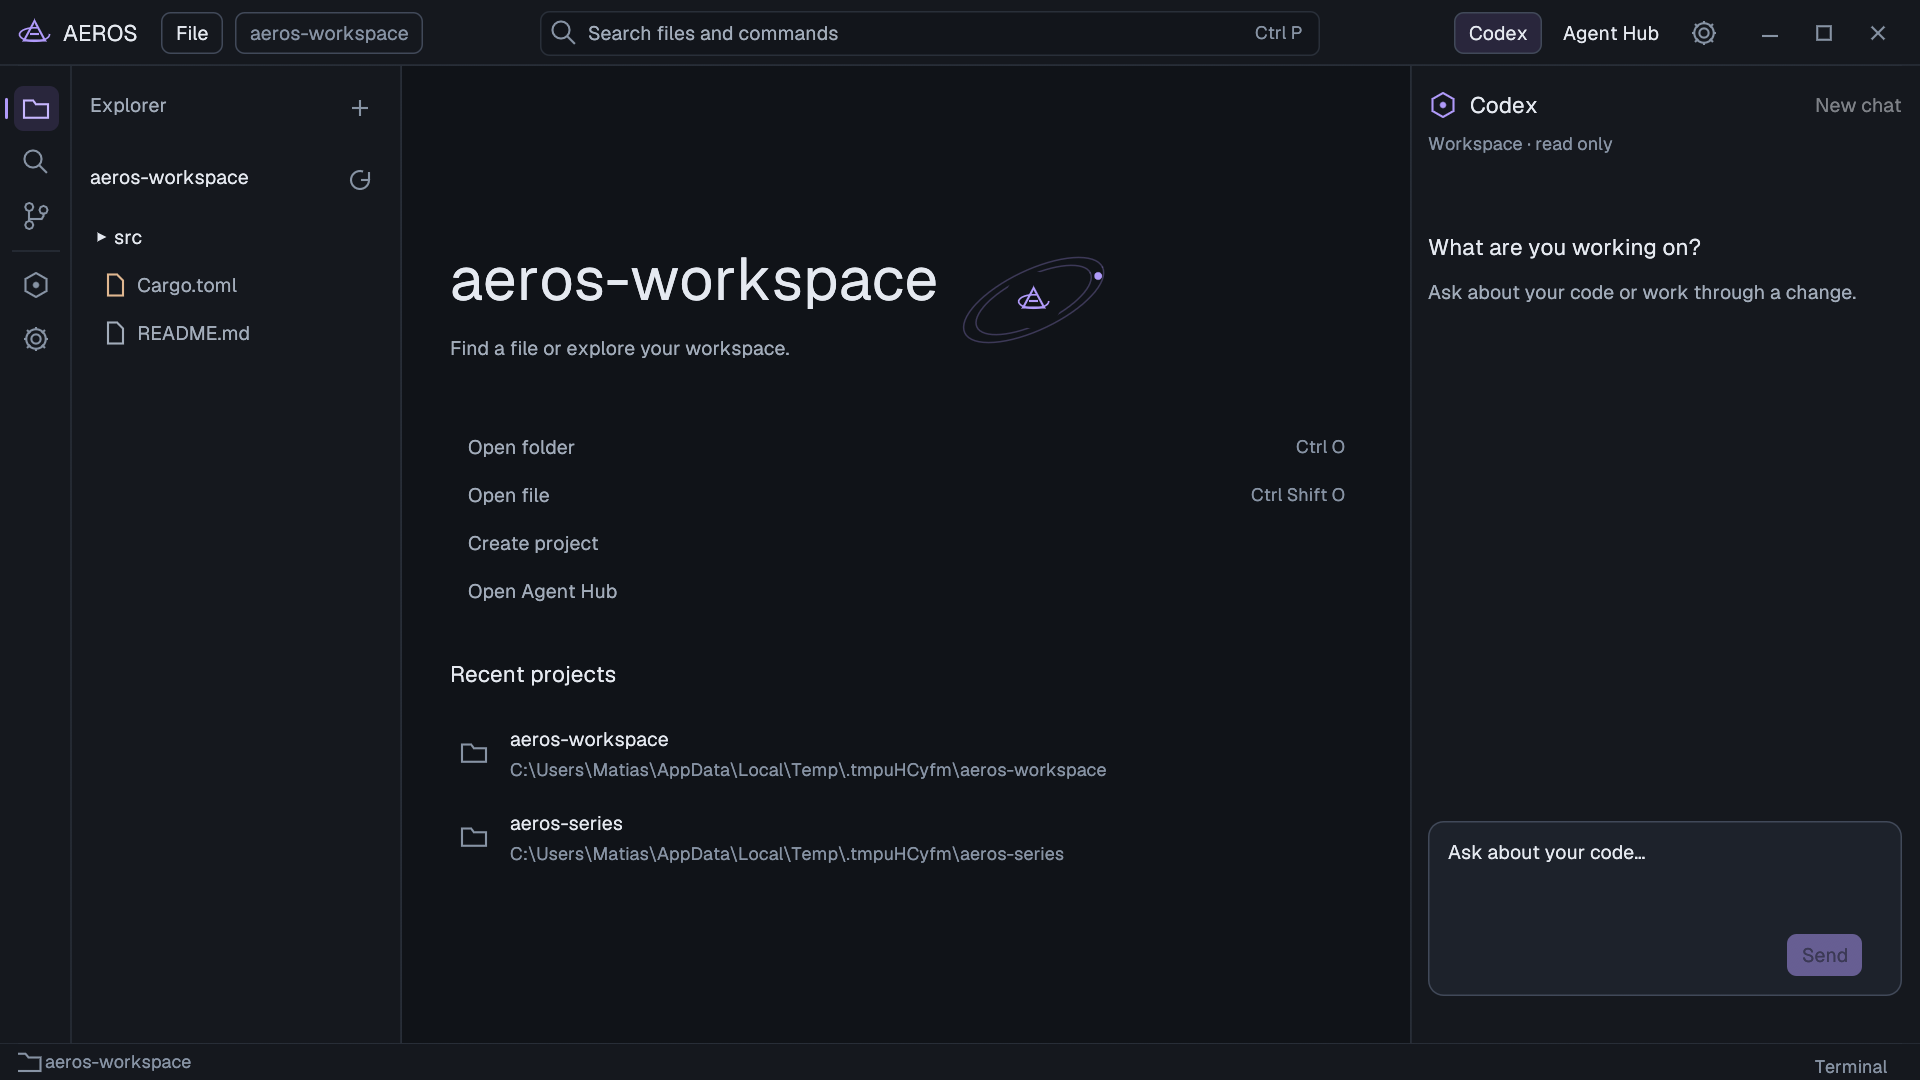 AEROS
File
aeros-workspace
Search files and commands
Ctrl P
Codex
Agent Hub
Explorer
aeros-workspace
src
Cargo.toml
README.md
aeros-workspace
Find a file or explore your workspace.
Open folder
Ctrl O
Open file
Ctrl Shift O
Create project
Open Agent Hub
Recent projects
aeros-workspace
C:\Users\Matias\AppData\Local\Temp\.tmpuHCyfm\aeros-workspace
aeros-series
C:\Users\Matias\AppData\Local\Temp\.tmpuHCyfm\aeros-series
Codex
New chat
Workspace · read only
What are you working on?
Ask about your code or work through a change.
Ask about your code…
Send
aeros-workspace
Terminal